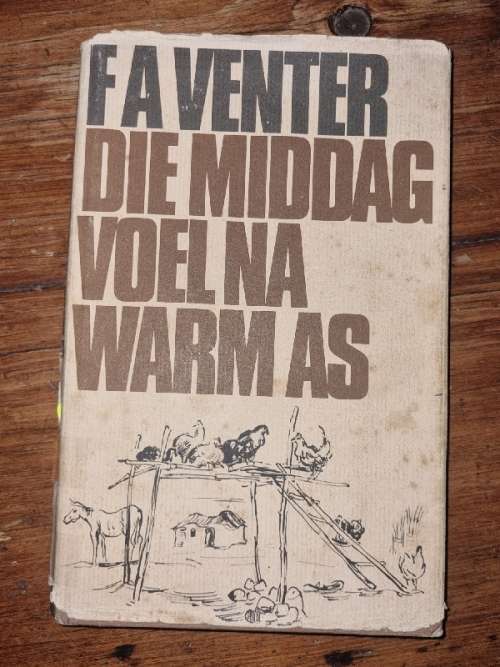 F A VENTER
DIE MIDDAG
VOEL NA
WARM AS